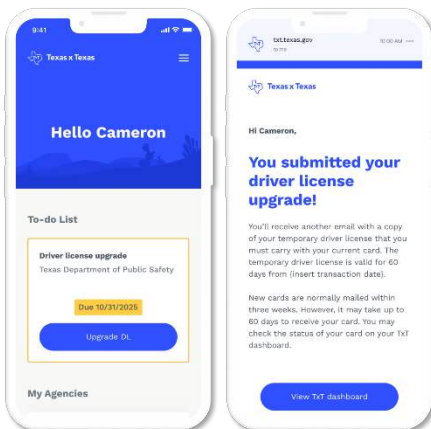 9:41
TxT Texas x Texas
Hello Cameron
To-do List
Driver license upgrade
Texas Department of Public Safety
Due 10/31/2025
Upgrade DL
My Agencies
txt.texas.gov
10:00 AM ...
to me
TxT Texas x Texas
Hi Cameron,
You submitted your
driver license
upgrade!
You'll receive another email with a copy
of your temporary driver license that you
must carry with your current card. The
temporary driver license is valid for 60
days from (insert transaction date).
New cards are normally mailed within
three weeks. However, it may take up to
60 days to receive your card. You may
check the status of your card on your TxT
dashboard.
View TxT dashboard